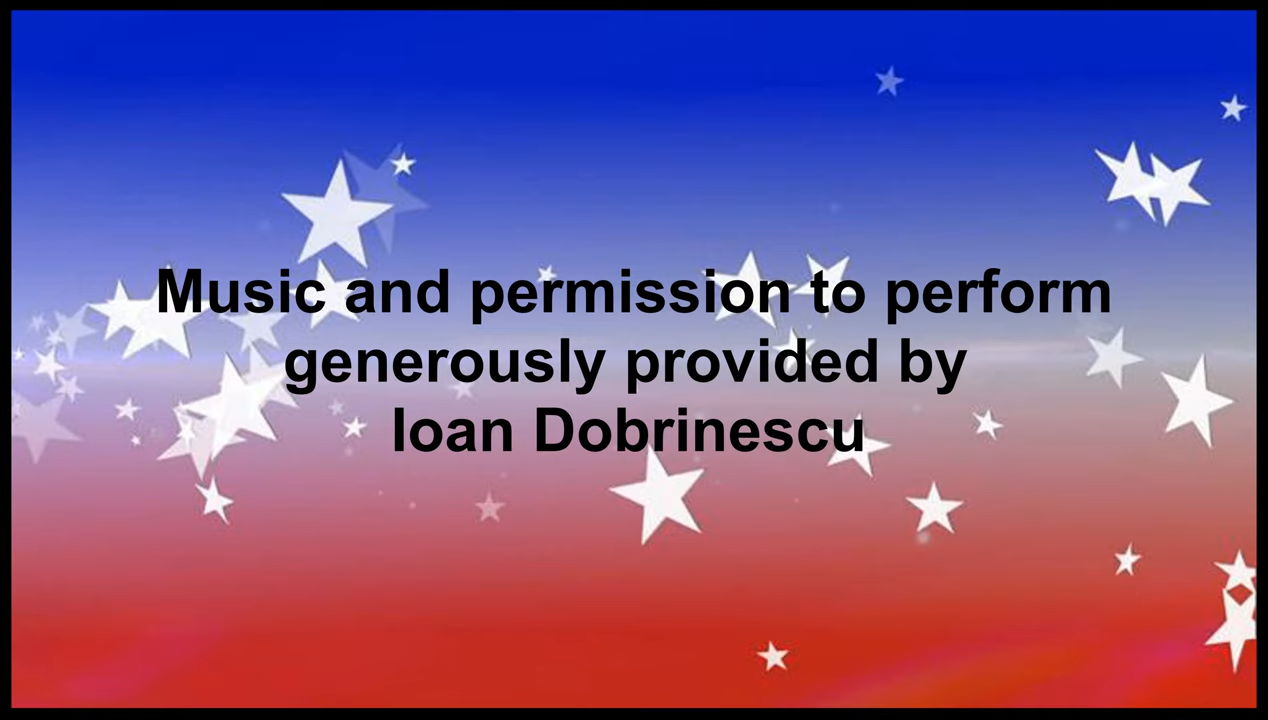 Music and permission to perform
generously provided by
Ioan Dobrinescu